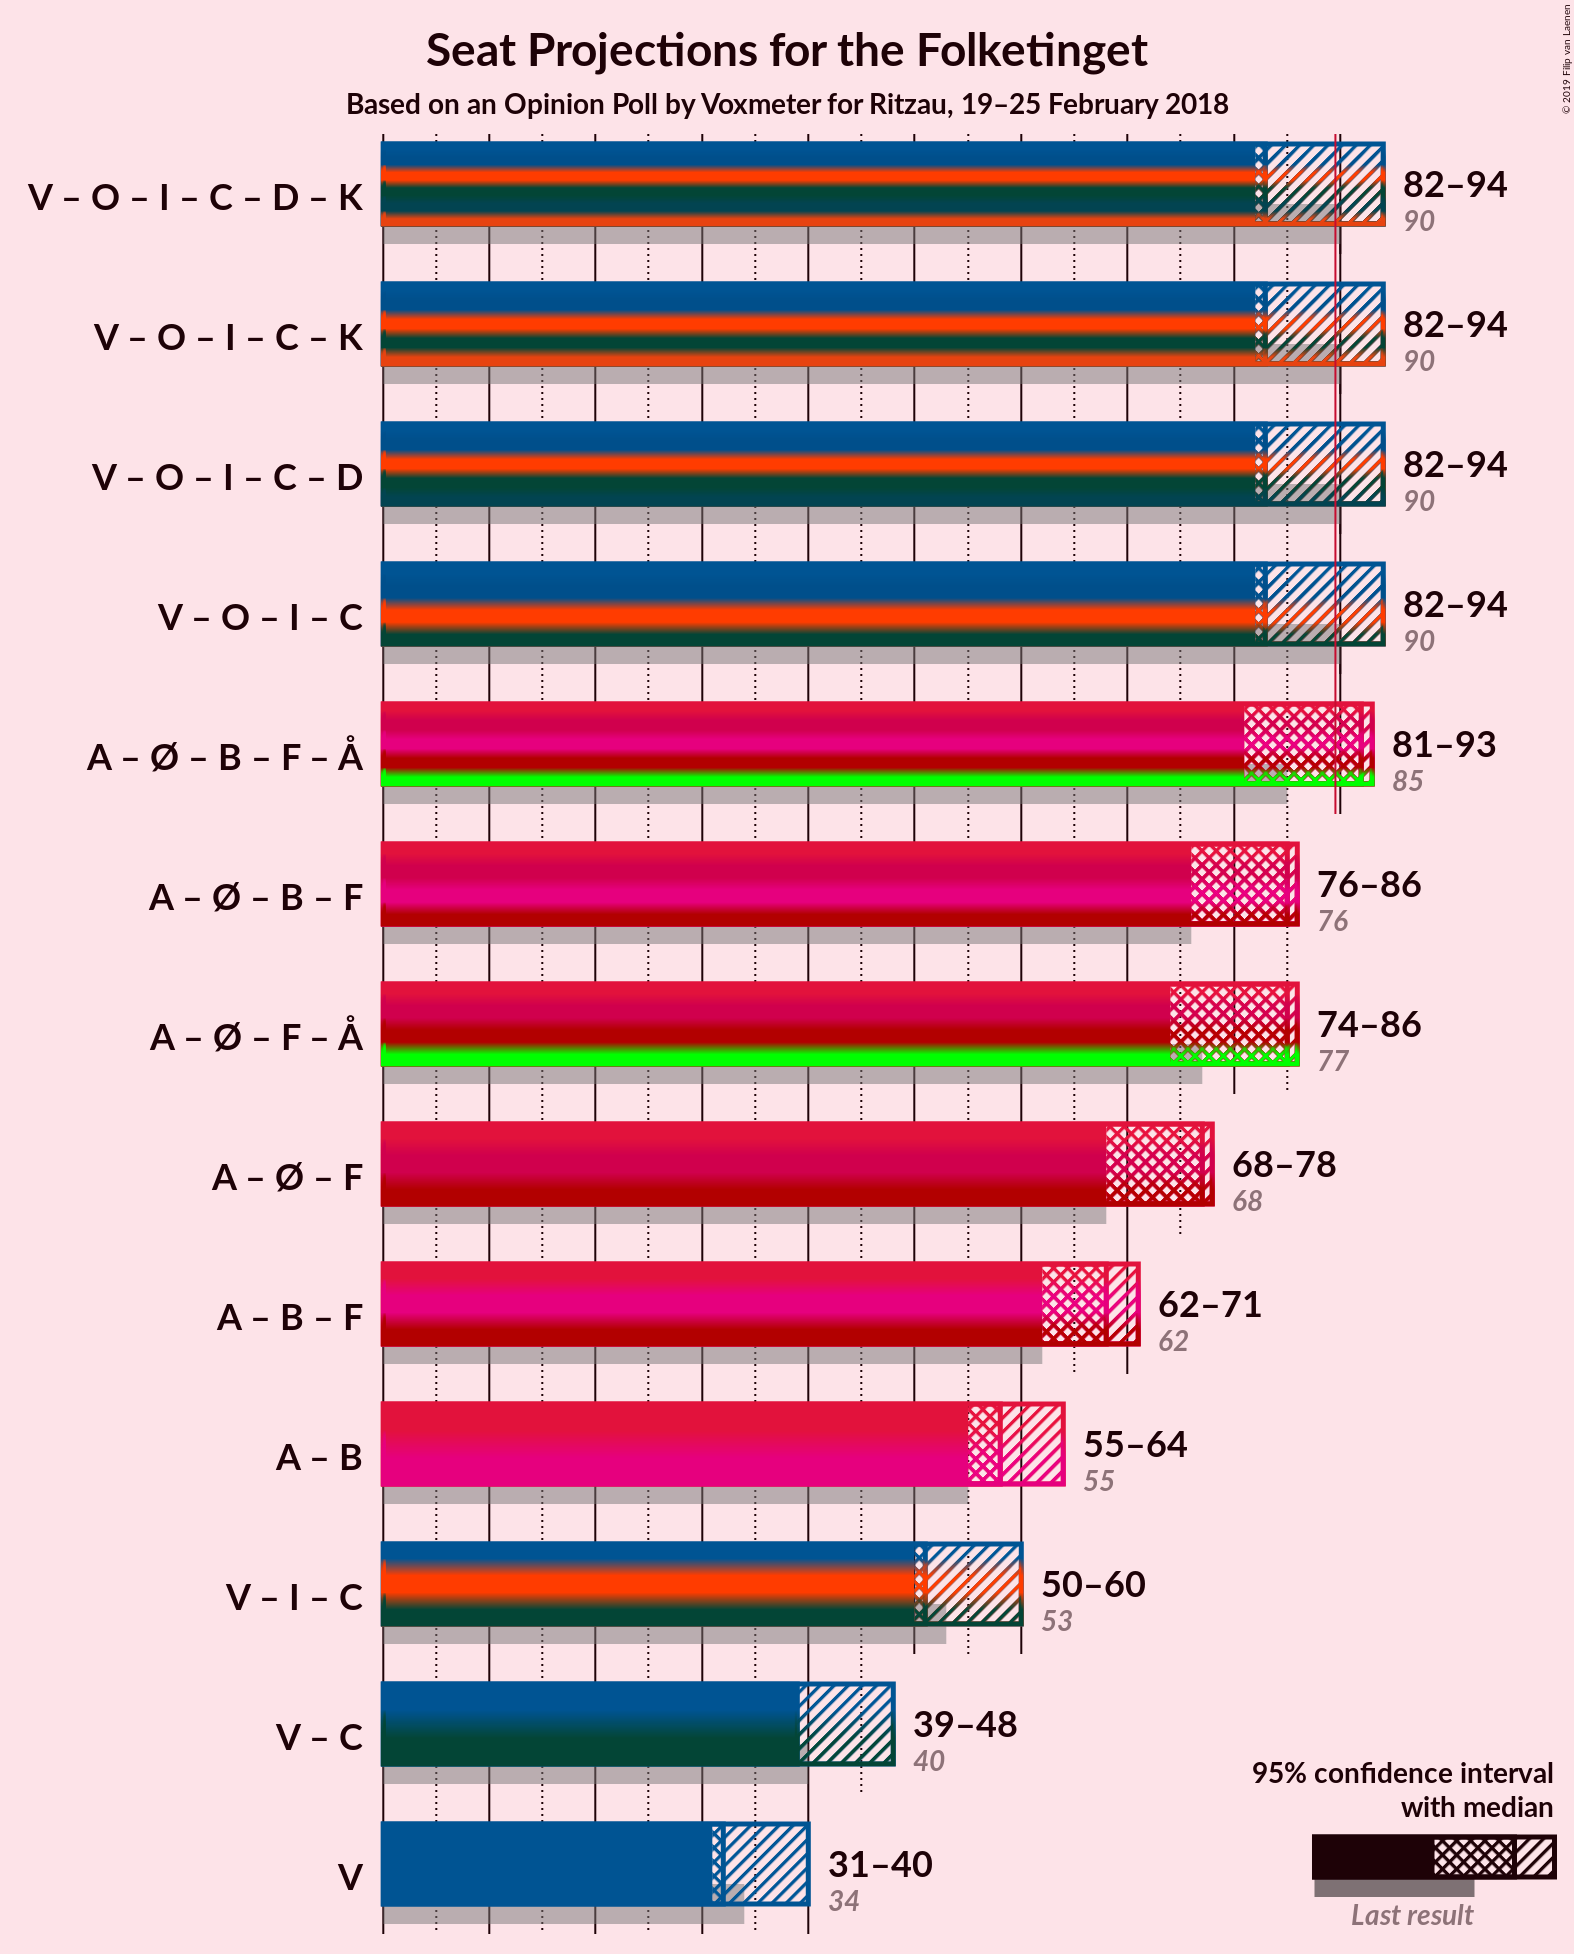 Seat Projections for the Folketinget
Based on an Opinion Poll by Voxmeter for Ritzau, 19–25 February 2018
© 2019 Filip van Laenen
V – O – I – C – D – K
82–94
90
V – O – I – C – K
82–94
90
V – O – I – C – D
82–94
90
V – O – I – C
82–94
90
A – Ø – B – F – Å
81–93
85
A – Ø – B – F
76–86
76
A – Ø – F – Å
74–86
77
A – Ø – F
68–78
68
A – B – F
62–71
62
A – B
55–64
55
V – I – C
50–60
53
V – C
39–48
40
V
31–40
34
95% confidence interval
with median
Last result